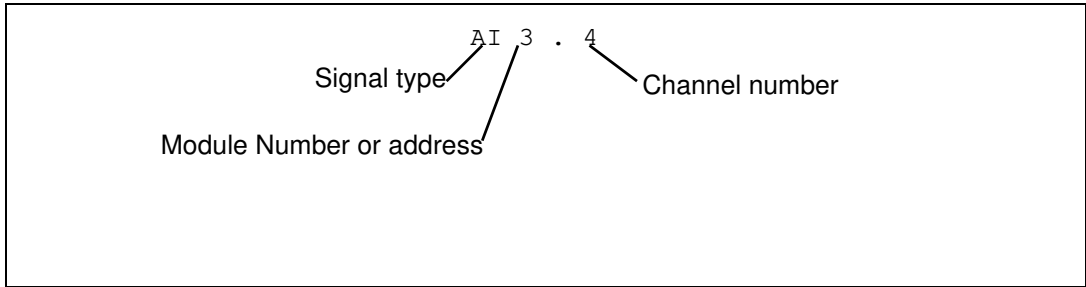 AI 3 . 4
Signal type
Channel number
Module Number or address